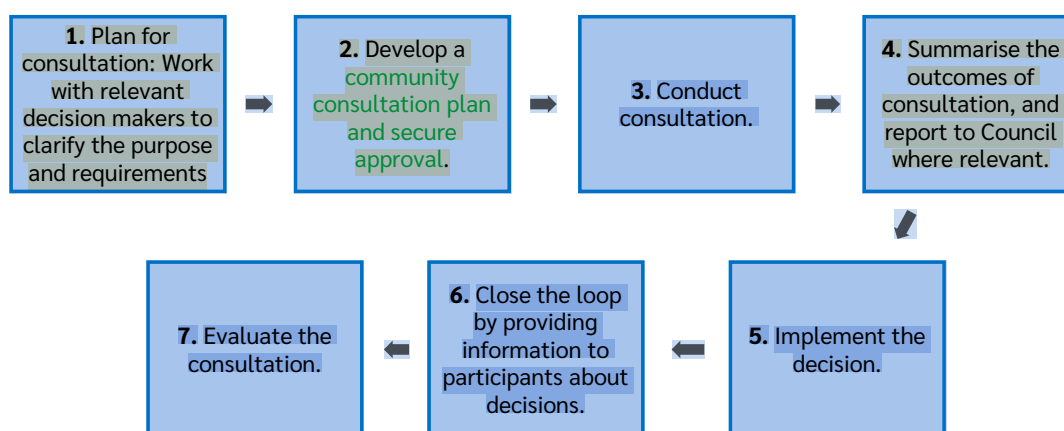 1. Plan for
consultation: Work
with relevant
decision makers to
clarify the purpose
and requirements
2. Develop a
community
consultation plan
and secure
approval.
3. Conduct
consultation.
4. Summarise the
outcomes of
consultation, and
report to Council
where relevant.
5. Implement the
decision.
6. Close the loop
by providing
information to
participants about
decisions.
7. Evaluate the
consultation.